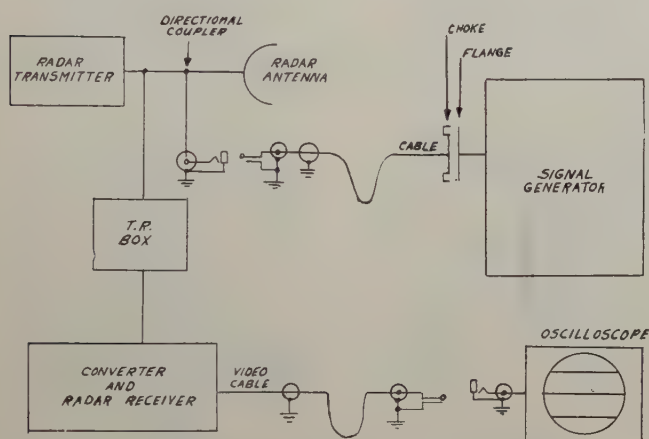 DIRECTIONAL
COUPLER
RADAR
TRANSMITTER
RADAR
ANTENNA
CHOKE
FLANGE
CABLE
SIGNAL
GENERATOR
T.R.
BOX
OSCILLOSCOPE
CONVERTER
AND
RADAR RECEIVER
VIDEO
CABLE